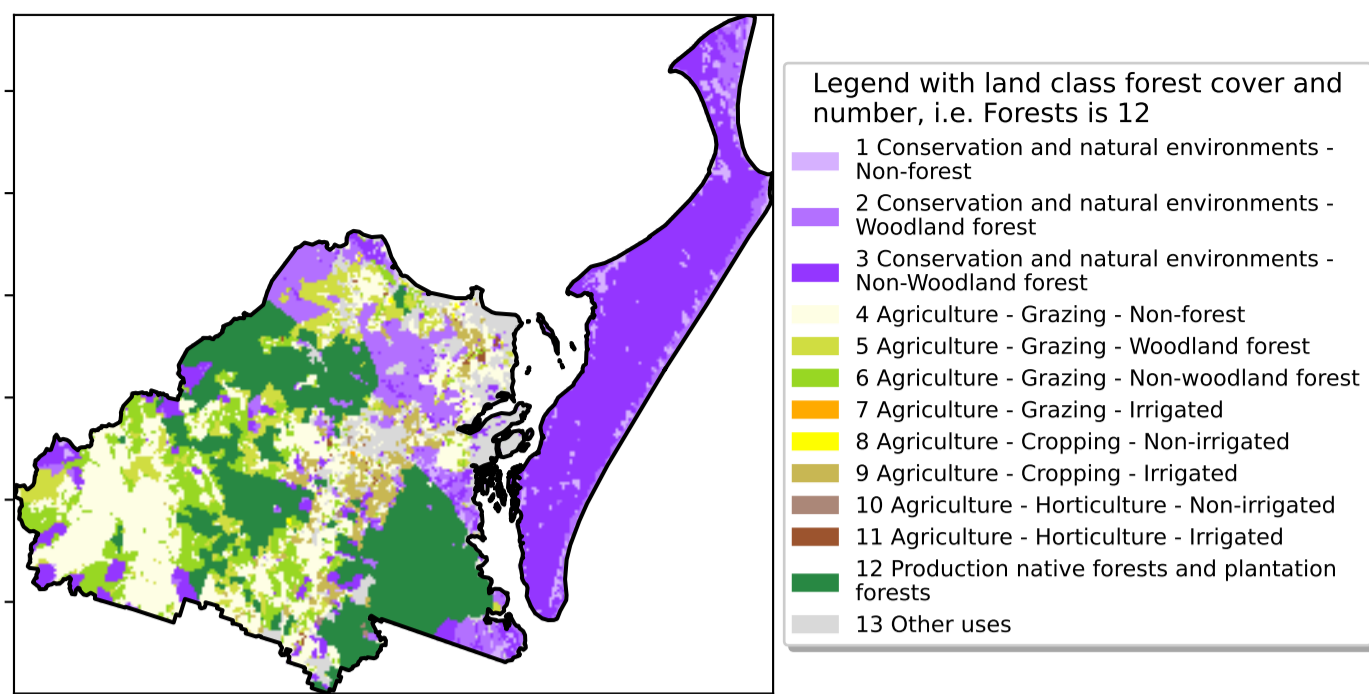 Legend with land class forest cover and
number, i.e. Forests is 12
1 Conservation and natural environments -
Non-forest
2 Conservation and natural environments -
Woodland forest
3 Conservation and natural environments -
Non-Woodland forest
4 Agriculture - Grazing - Non-forest
5 Agriculture - Grazing - Woodland forest
6 Agriculture - Grazing - Non-woodland forest
7 Agriculture - Grazing - Irrigated
8 Agriculture - Cropping - Non-irrigated
9 Agriculture - Cropping - Irrigated
10 Agriculture - Horticulture - Non-irrigated
11 Agriculture - Horticulture - Irrigated
12 Production native forests and plantation
forests
13 Other uses